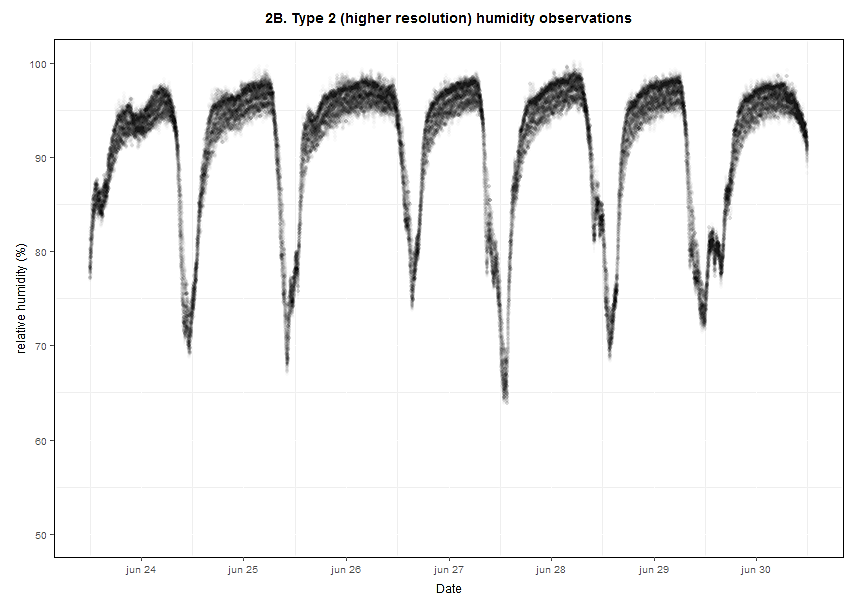 2B. Type 2 (higher resolution) humidity observations
100
90
80
70
60
50
relative humidity (%)
jun 24 jun 25 jun 26 jun 27 jun 28 jun 29 jun 30
Date